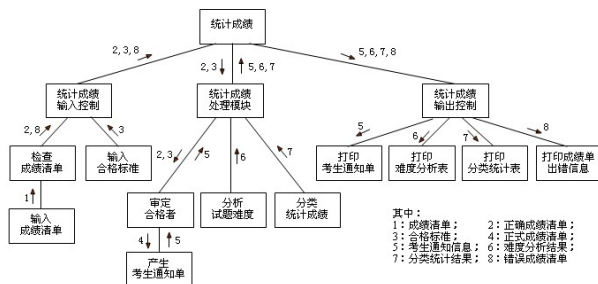 统计成绩
2,3,8
2,3
5,6,7
5,6,7,8
统计成绩
输入控制
统计成绩
处理模块
统计成绩
输出控制
2,8
3
2,3
5
6
7
5
6
7
8
检查
成绩清单
输入
合格标准
打印
考生通知单
打印
难度分析表
打印
分类统计表
打印成绩单
出错信息
1
输入
成绩清单
审定
合格者
分析
试题难度
分类
统计成绩
4
5
产生
考生通知单
其中：
1：成绩清单； 2：正确成绩清单；
3：合格标准； 4：正式成绩清单；
5：考生通知信息； 6：难度分析结果；
7：分类统计结果； 8：错误成绩清单